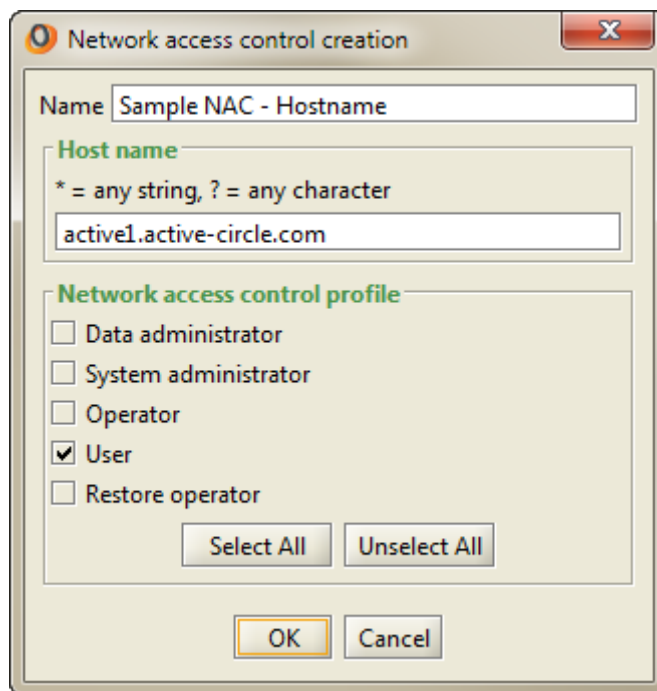 Network access control creation
Name Sample NAC - Hostname
Host name
* = any string, ? = any character
active1.active-circle.com
Network access control profile
Data administrator
System administrator
Operator
User
Restore operator
Select All Unselect All
OK Cancel